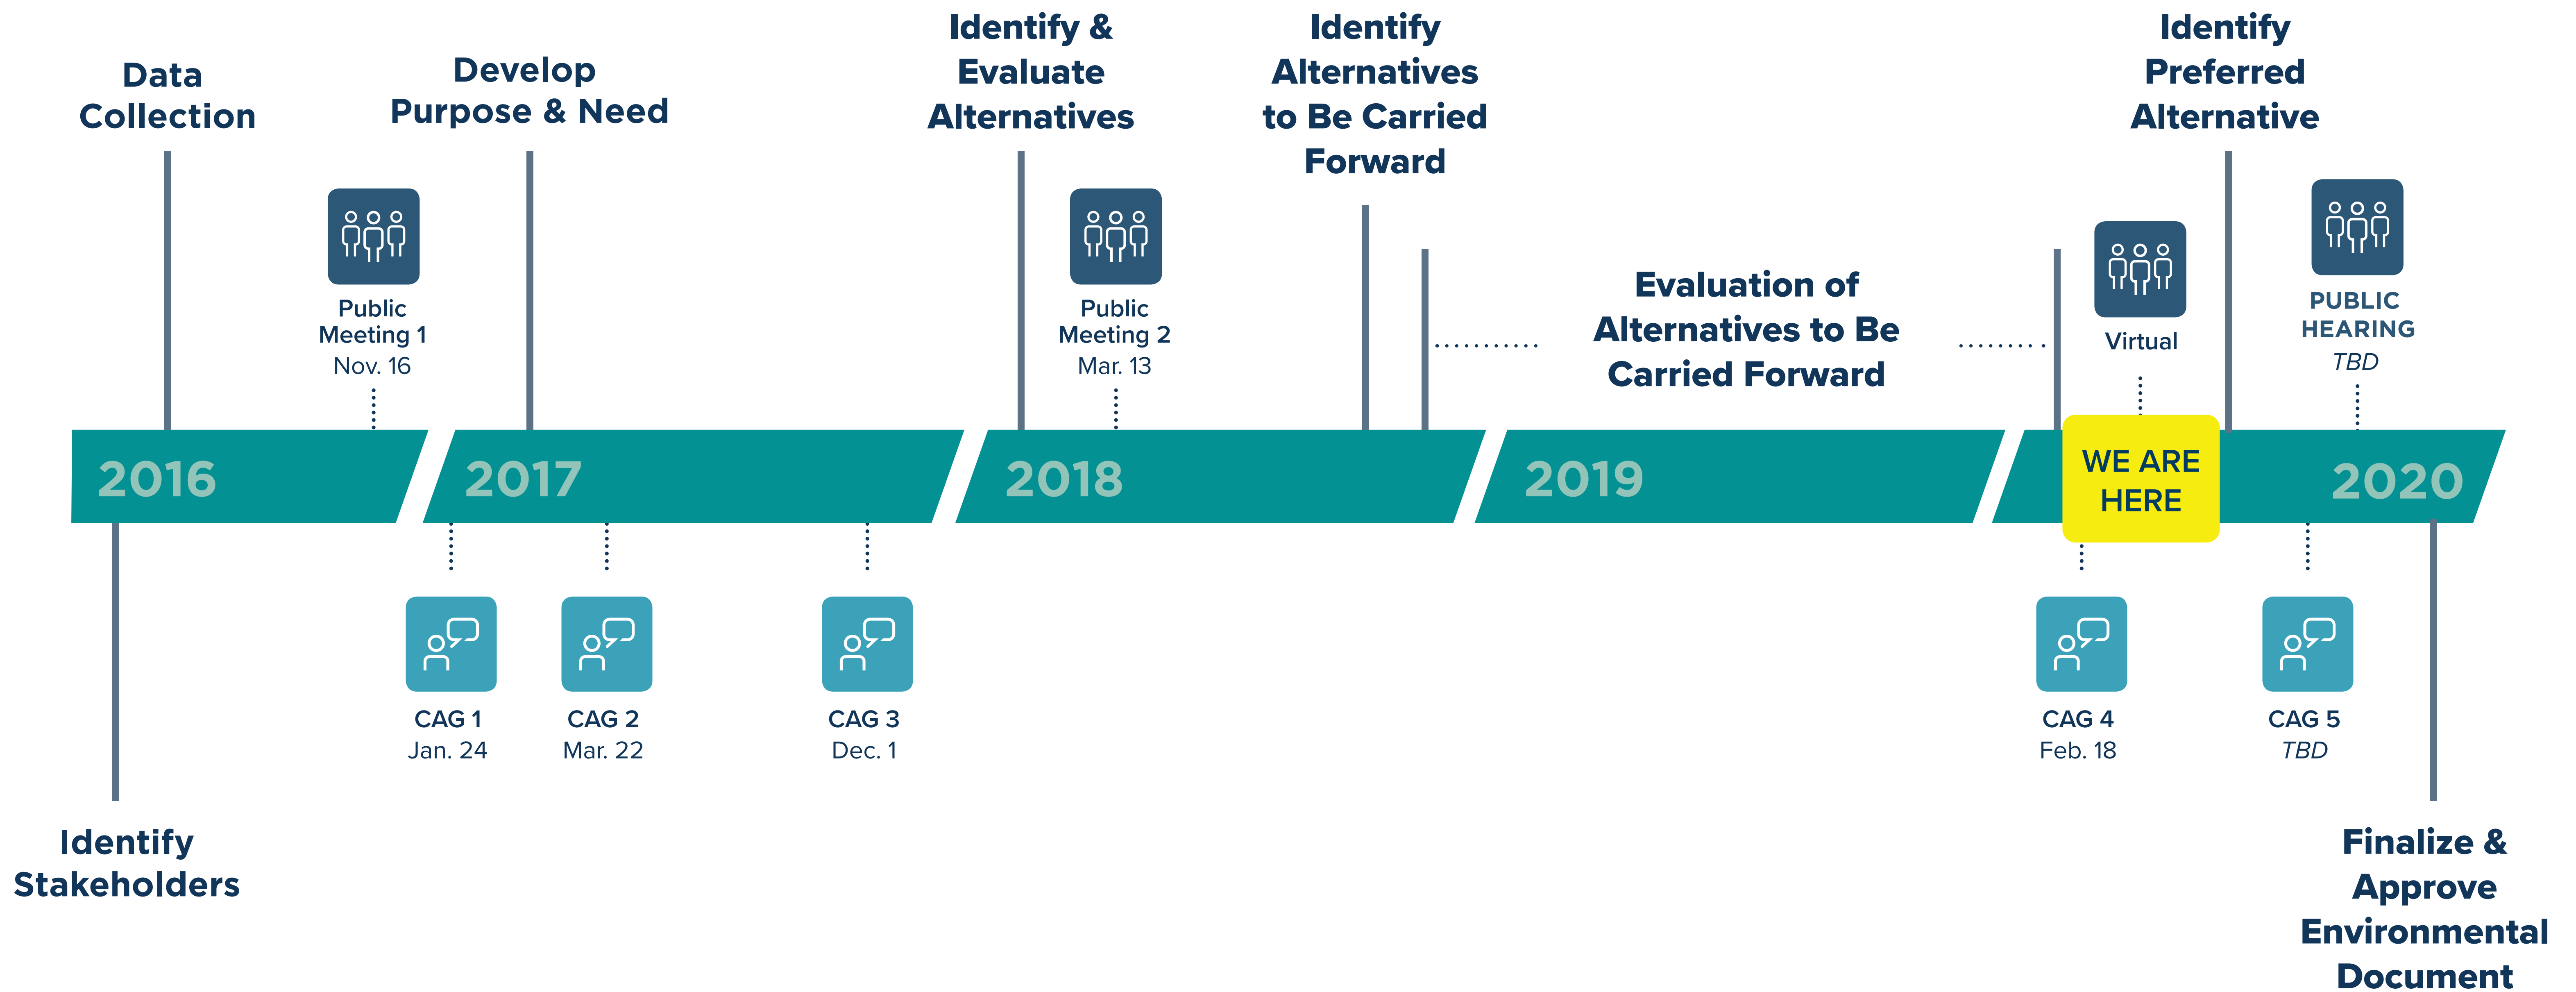 Data
Collection
Develop
Purpose & Need
Identify &
Evaluate
Alternatives
Identify
Alternatives
to Be Carried
Forward
Identify
Preferred
Alternative
Public
Meeting 1
Nov. 16
Public
Meeting 2
Mar. 13
Evaluation of
Alternatives to Be
Carried Forward
Virtual
PUBLIC
HEARING
TBD
2016
2017
2018
2019
WE ARE
HERE
2020
CAG 1
Jan. 24
CAG 2
Mar. 22
CAG 3
Dec. 1
CAG 4
Feb. 18
CAG 5
TBD
Identify
Stakeholders
Finalize &
Approve
Environmental
Document